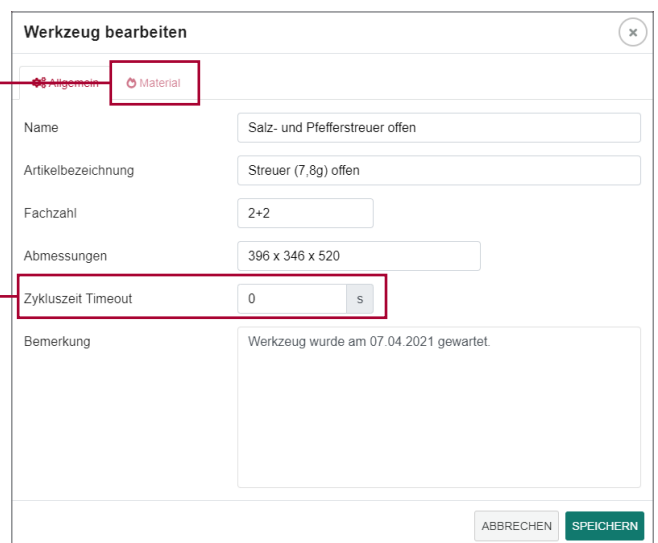 Werkzeug bearbeiten
Allgemein Material
Name Salz- und Pfefferstreuer offen
Artikelbezeichnung Streuer (7,8g) offen
Fachzahl 2+2
Abmessungen 396 x 346 x 520
Zykluszeit Timeout 0 s
Bemerkung Werkzeug wurde am 07.04.2021 gewartet.
ABBRECHEN SPEICHERN